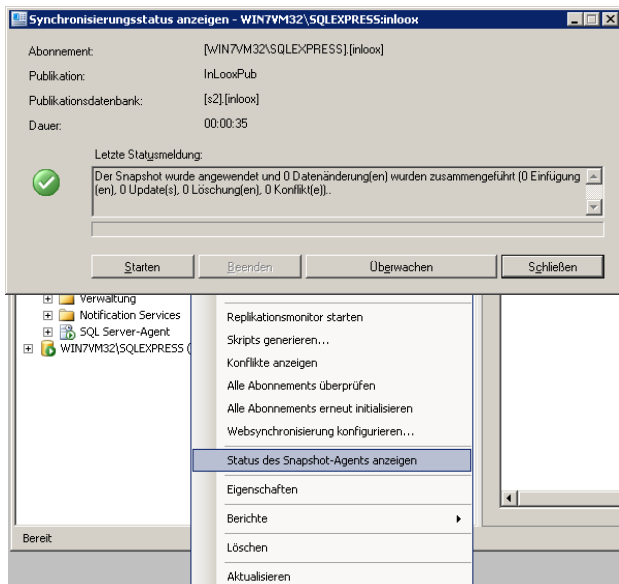 Synchronisierungsstatus anzeigen - WIN7VM32\SQLEXPRESS:inloox
Abonnement: [WIN7VM32\SQLEXPRESS].[inloox]
Publikation: InLooxPub
Publikationsdatenbank: [s2].[inloox]
Dauer: 00:00:35
Letzte Statusmeldung:
Der Snapshot wurde angewendet und 0 Datenänderung(en) wurden zusammengeführt (0 Einfügung
(en), 0 Update(s), 0 Löschung(en), 0 Konflikt(e))..
Starten Beenden Überwachen Schließen
Verwaltung
Notification Services
SQL Server-Agent
WIN7VM32\SQLEXPRESS (
Replikationsmonitor starten
Skripts generieren...
Konflikte anzeigen
Alle Abonnements überprüfen
Alle Abonnements erneut initialisieren
Websynchronisierung konfigurieren...
Status des Snapshot-Agents anzeigen
Eigenschaften
Berichte
Löschen
Aktualisieren
Bereit